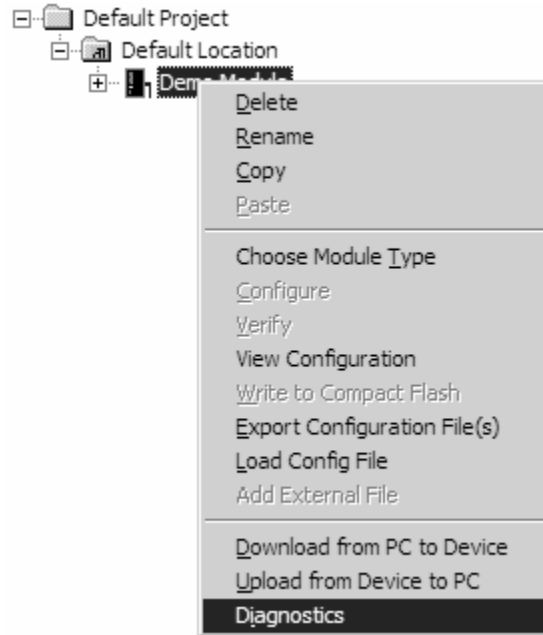 Default Project
Default Location
Delete
Rename
Copy
Paste
Choose Module Type
Configure
Verify
View Configuration
Write to Compact Flash
Export Configuration File(s)
Load Config File
Add External File
Download from PC to Device
Upload from Device to PC
Diagnostics